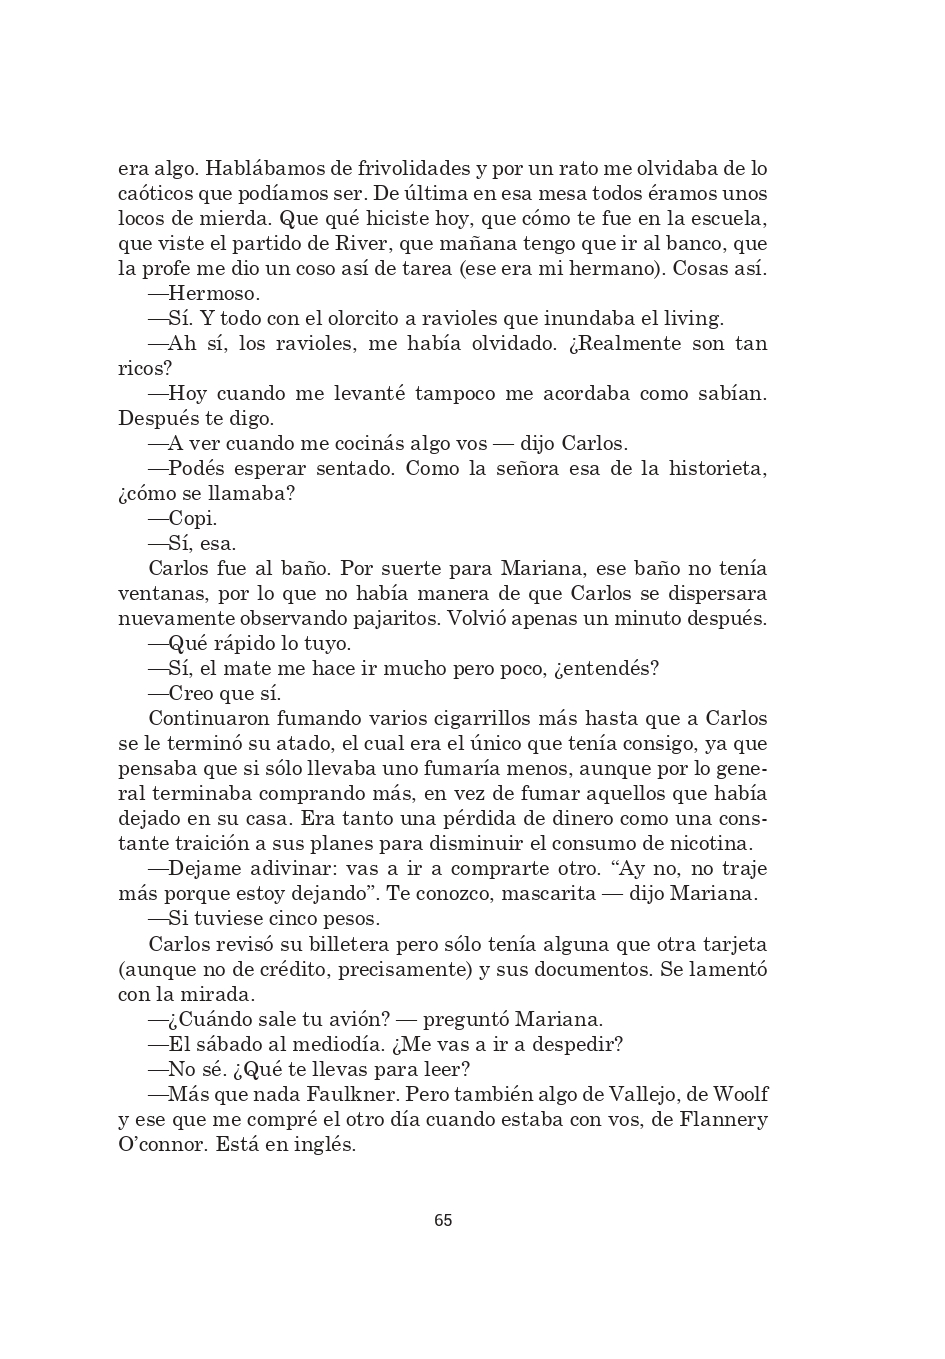 era algo. Hablábamos de frivolidades y por un rato me olvidaba de lo
caóticos que podíamos ser. De última en esa mesa todos éramos unos
locos de mierda. Que qué hiciste hoy, que cómo te fue en la escuela,
que viste el partido de River, que mañana tengo que ir al banco, que
la profe me dio un coso así de tarea (ese era mi hermano). Cosas así.
—Hermoso.
—Sí. Y todo con el olorcito a ravioles que inundaba el living.
—Ah sí, los ravioles, me había olvidado. ¿Realmente son tan
ricos?
—Hoy cuando me levanté tampoco me acordaba como sabían.
Después te digo.
—A ver cuando me cocinás algo vos — dijo Carlos.
—Podés esperar sentado. Como la señora esa de la historieta,
¿cómo se llamaba?
—Copi.
—Sí, esa.
Carlos fue al baño. Por suerte para Mariana, ese baño no tenía
ventanas, por lo que no había manera de que Carlos se dispersara
nuevamente observando pajaritos. Volvió apenas un minuto después.
—Qué rápido lo tuyo.
—Sí, el mate me hace ir mucho pero poco, ¿entendés?
—Creo que sí.
Continuaron fumando varios cigarrillos más hasta que a Carlos
se le terminó su atado, el cual era el único que tenía consigo, ya que
pensaba que si sólo llevaba uno fumaría menos, aunque por lo gene-
ral terminaba comprando más, en vez de fumar aquellos que había
dejado en su casa. Era tanto una pérdida de dinero como una cons-
tante traición a sus planes para disminuir el consumo de nicotina.
—Dejame adivinar: vas a ir a comprarte otro. “Ay no, no traje
más porque estoy dejando”. Te conozco, mascarita — dijo Mariana.
—Si tuviese cinco pesos.
Carlos revisó su billetera pero sólo tenía alguna que otra tarjeta
(aunque no de crédito, precisamente) y sus documentos. Se lamentó
con la mirada.
—¿Cuándo sale tu avión? — preguntó Mariana.
—El sábado al mediodía. ¿Me vas a ir a despedir?
—No sé. ¿Qué te llevas para leer?
—Más que nada Faulkner. Pero también algo de Vallejo, de Woolf
y ese que me compré el otro día cuando estaba con vos, de Flannery
O’connor. Está en inglés.
65